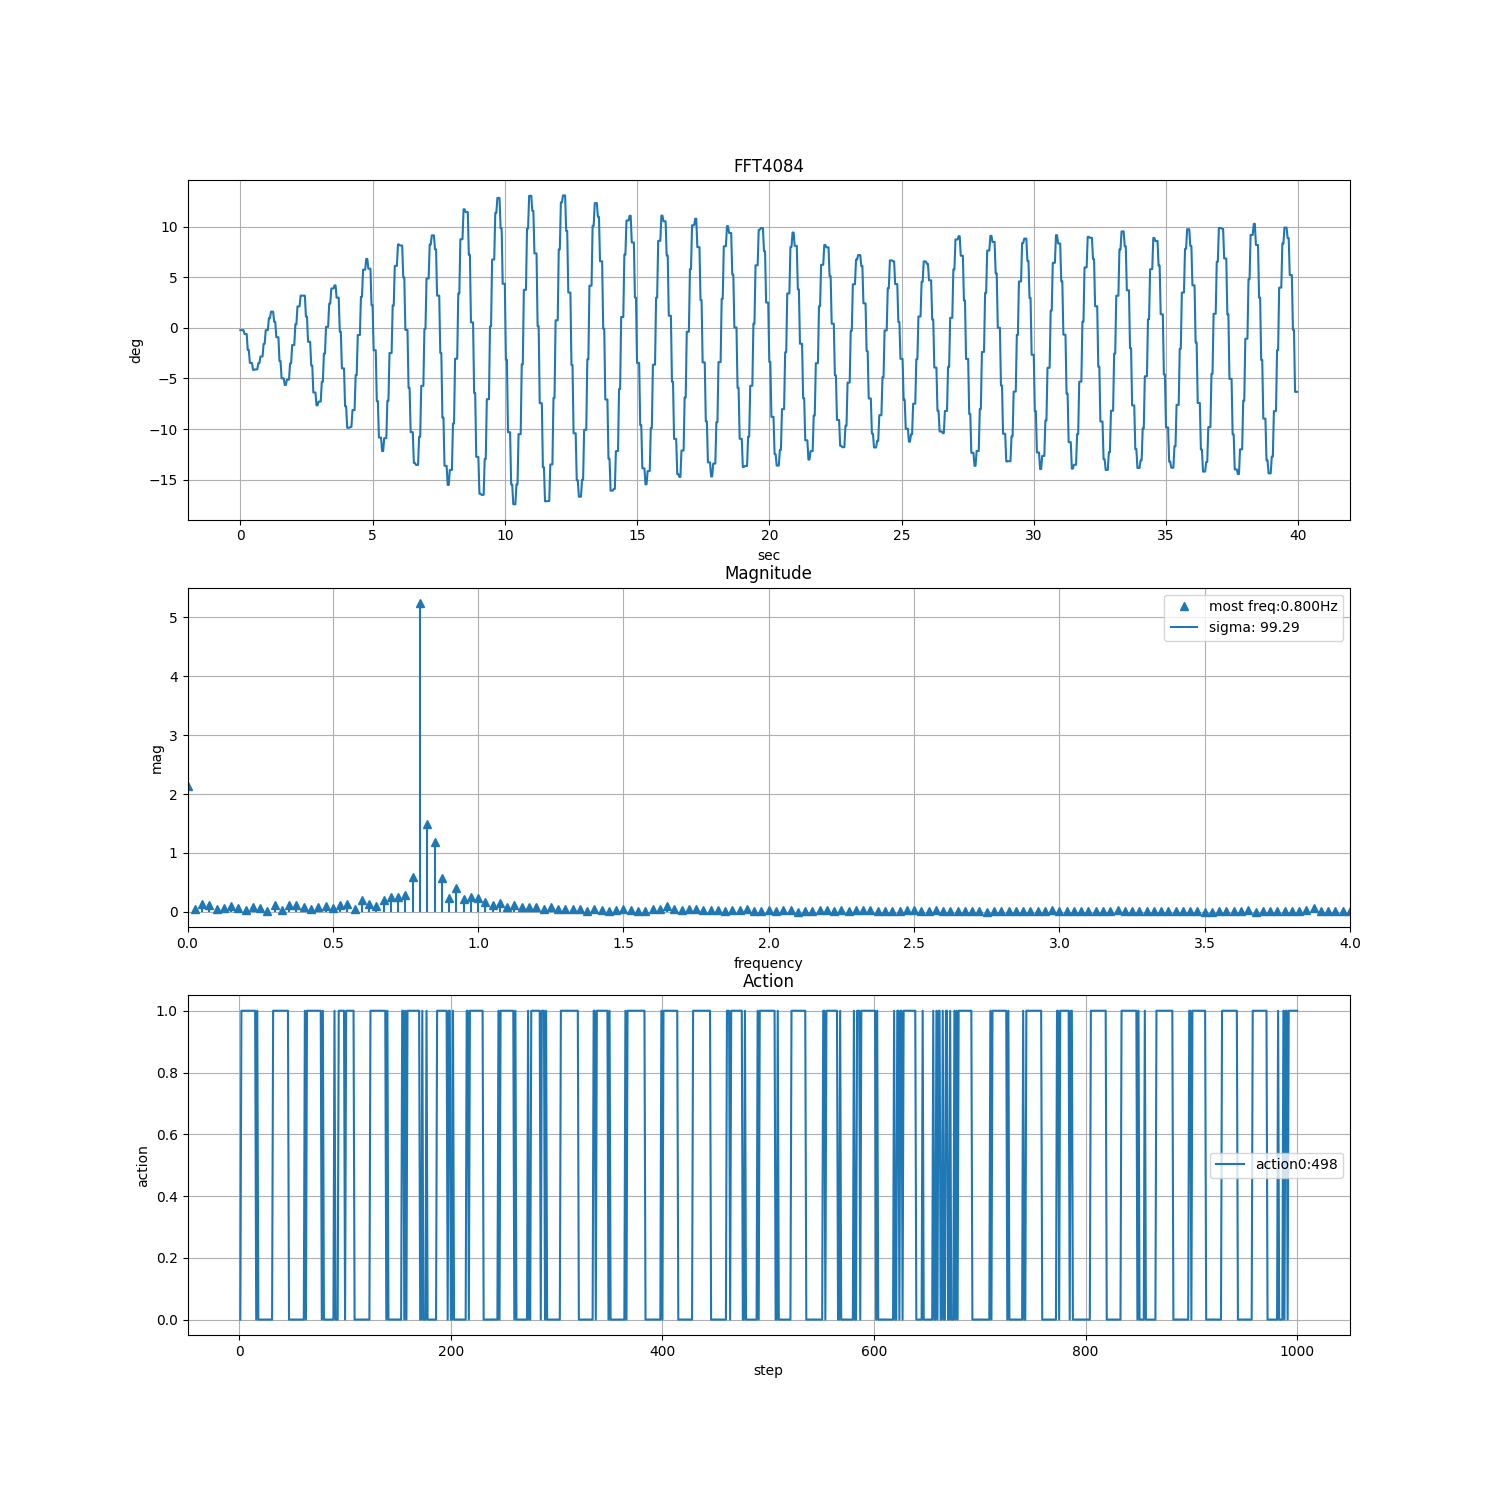 FFT4084
10
5
0
−5
−10
−15
deg
0 5 10 15 20 25 30 35 40
sec
Magnitude
most freq:0.800Hz
sigma: 99.29
5
4
3
2
1
0
mag
0.0 0.5 1.0 1.5 2.0 2.5 3.0 3.5 4.0
frequency
Action
1.0
0.8
0.6
0.4
0.2
0.0
action
action0:498
0 200 400 600 800 1000
step